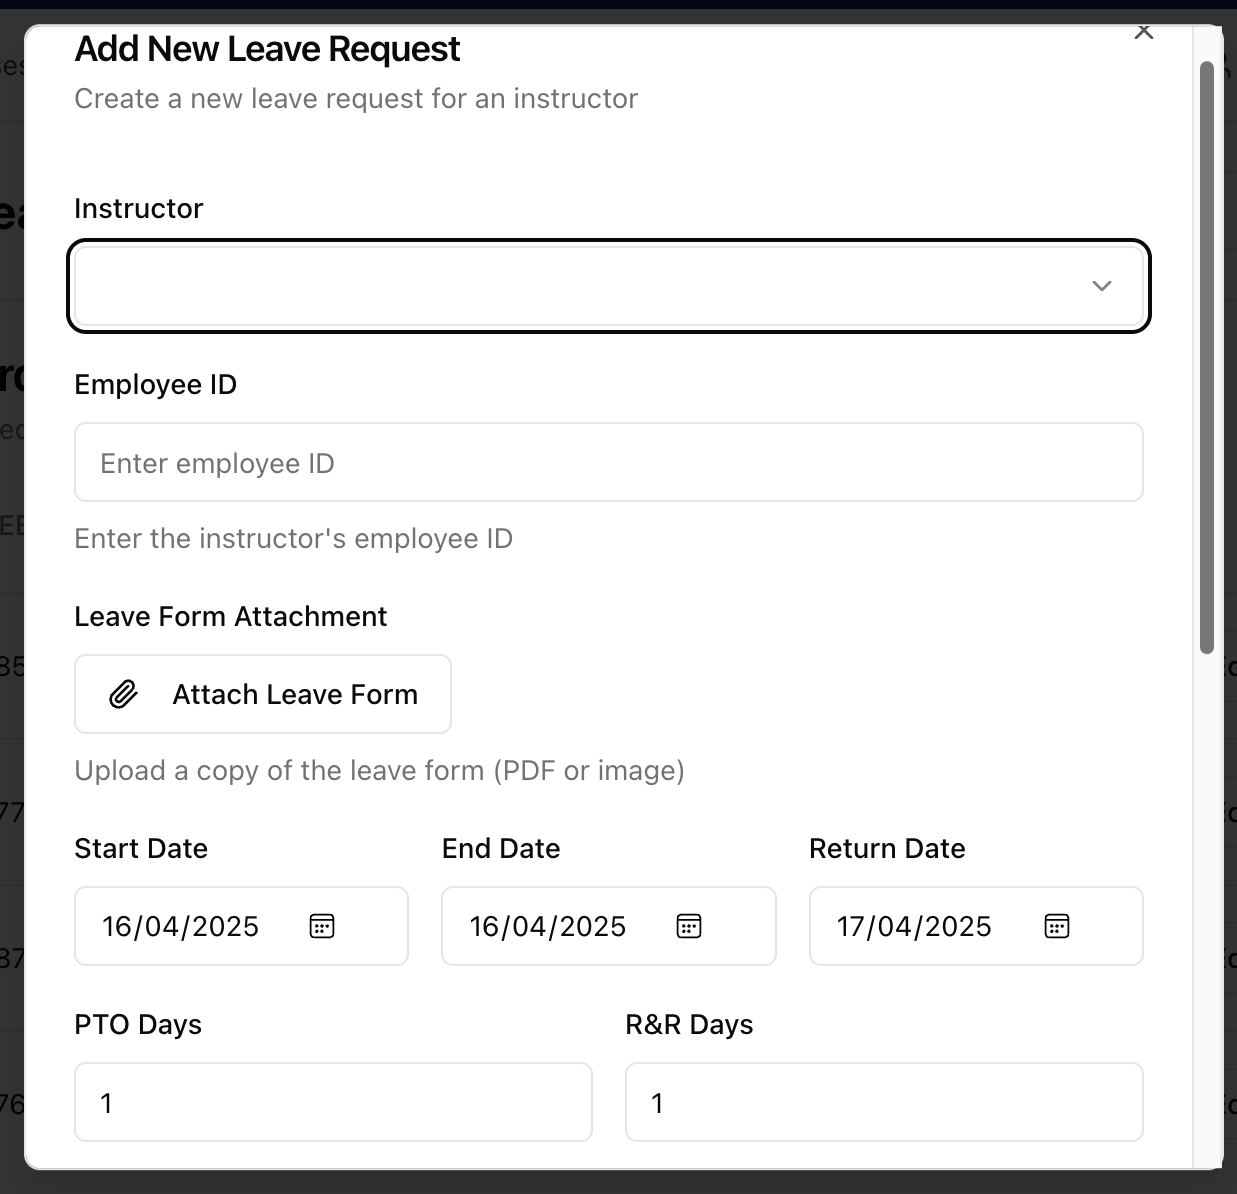 Add New Leave Request
Create a new leave request for an instructor
Instructor
Employee ID
Enter employee ID
Enter the instructor's employee ID
Leave Form Attachment
Attach Leave Form
Upload a copy of the leave form (PDF or image)
Start Date End Date Return Date
16/04/2025 16/04/2025 17/04/2025
PTO Days R&R Days
1 1